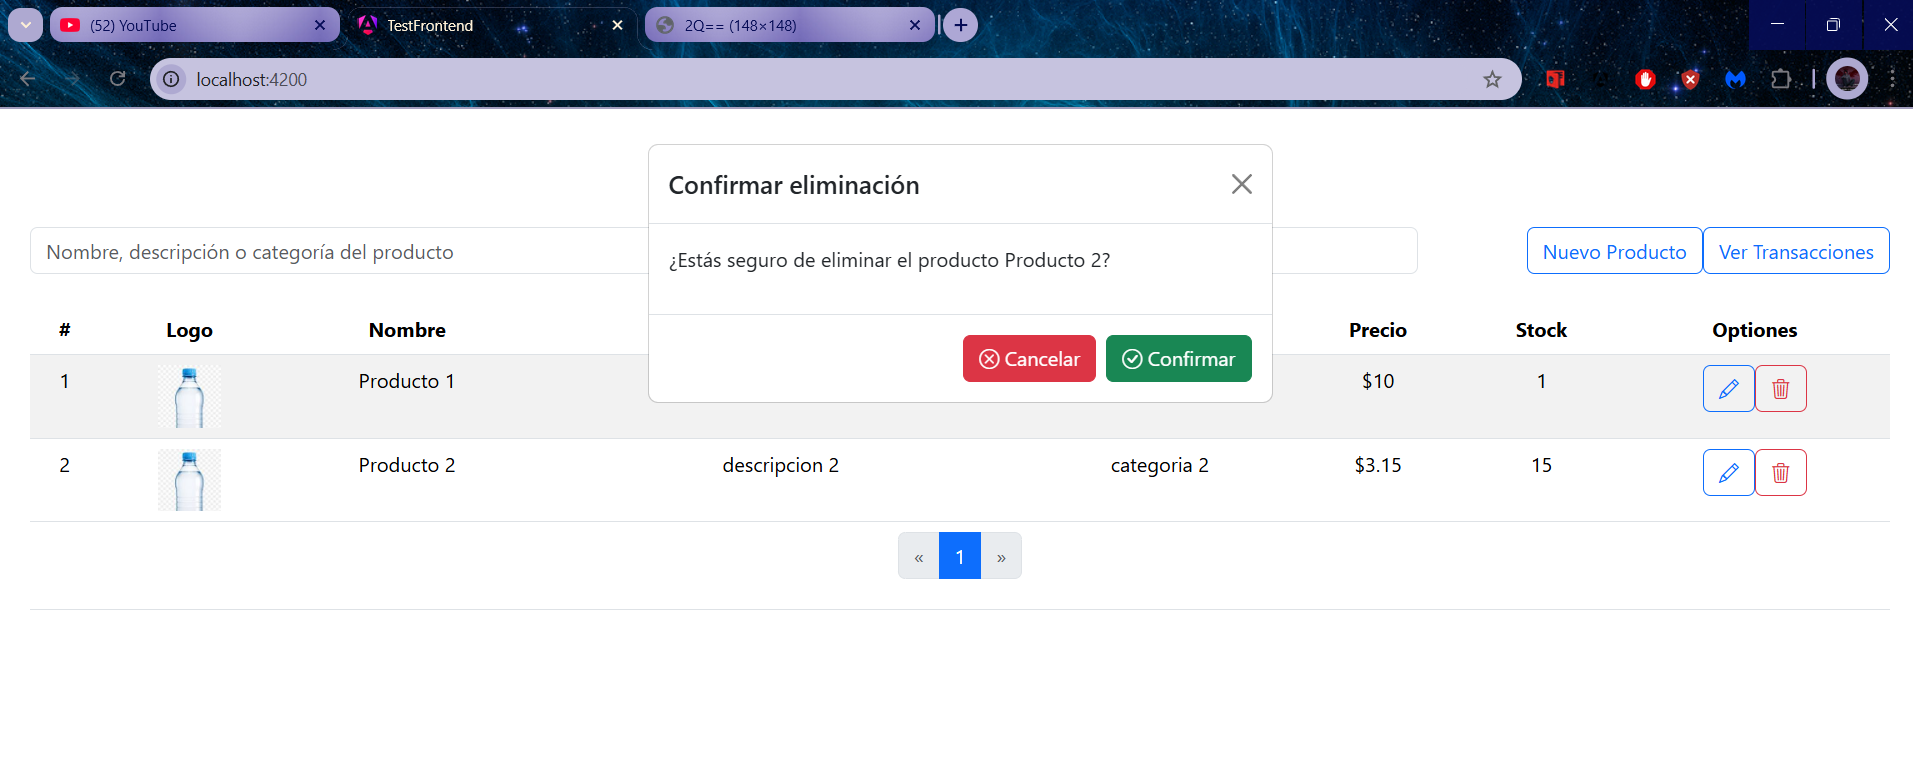 (52) YouTube
TestFrontend
2Q== (148×148)
localhost:4200
Confirmar eliminación
¿Estás seguro de eliminar el producto Producto 2?
Cancelar Confirmar
Nombre, descripción o categoría del producto
Nuevo Producto Ver Transacciones
# Logo Nombre Precio Stock Optiones
1 Producto 1 $10 1
2 Producto 2 descripcion 2 categoria 2 $3.15 15
« 1 »